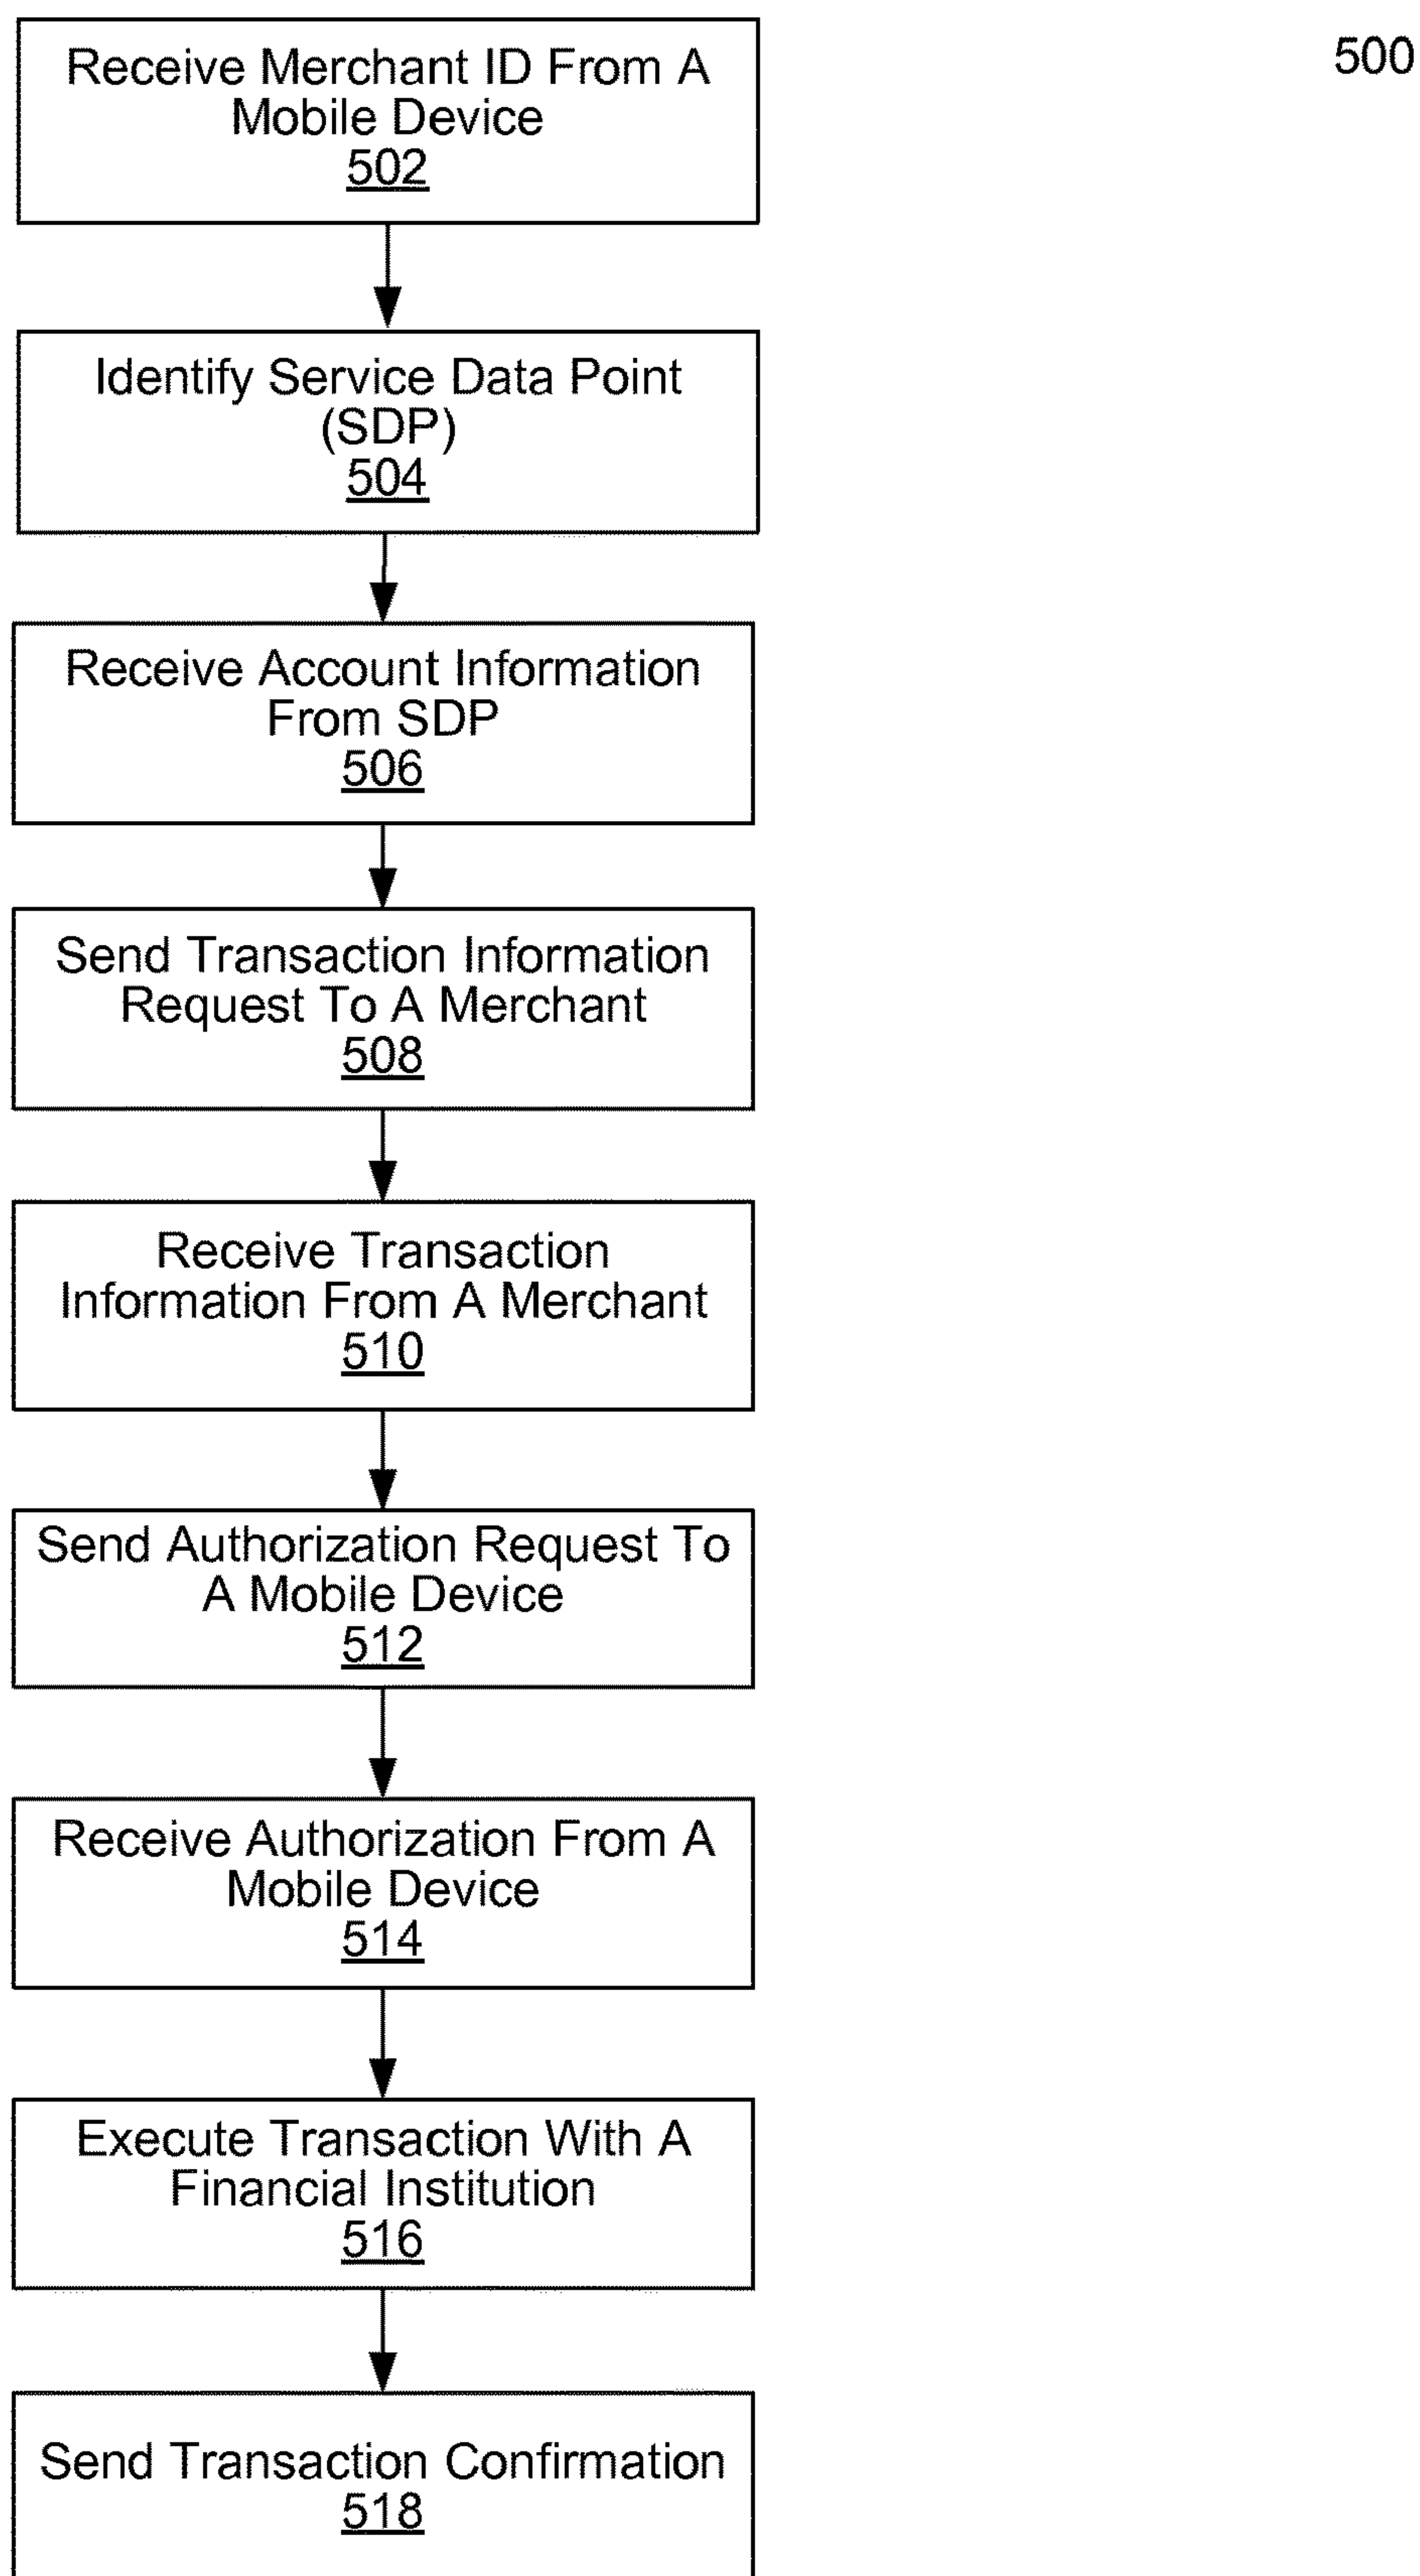 500
Receive Merchant ID From A
Mobile Device
502
Identify Service Data Point
(SDP)
504
Receive Account Information
From SDP
506
Send Transaction Information
Request To A Merchant
508
Receive Transaction
Information From A Merchant
510
Send Authorization Request To
A Mobile Device
512
Receive Authorization From A
Mobile Device
514
Execute Transaction With A
Financial Institution
516
Send Transaction Confirmation
518